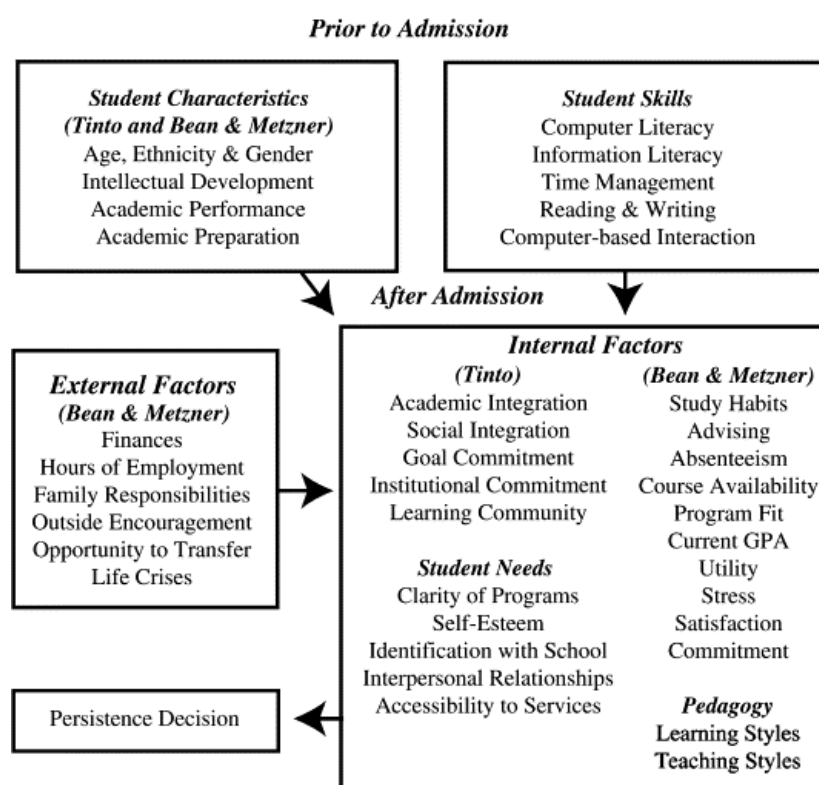 Prior to Admission
Student Characteristics
(Tinto and Bean & Metzner)
Age, Ethnicity & Gender
Intellectual Development
Academic Performance
Academic Preparation
Student Skills
Computer Literacy
Information Literacy
Time Management
Reading & Writing
Computer-based Interaction
After Admission
External Factors
(Bean & Metzner)
Finances
Hours of Employment
Family Responsibilities
Outside Encouragement
Opportunity to Transfer
Life Crises
Internal Factors
(Tinto)
Academic Integration
Social Integration
Goal Commitment
Institutional Commitment
Learning Community
Student Needs
Clarity of Programs
Self-Esteem
Identification with School
Interpersonal Relationships
Accessibility to Services
(Bean & Metzner)
Study Habits
Advising
Absenteeism
Course Availability
Program Fit
Current GPA
Utility
Stress
Satisfaction
Commitment
Pedagogy
Learning Styles
Teaching Styles
Persistence Decision